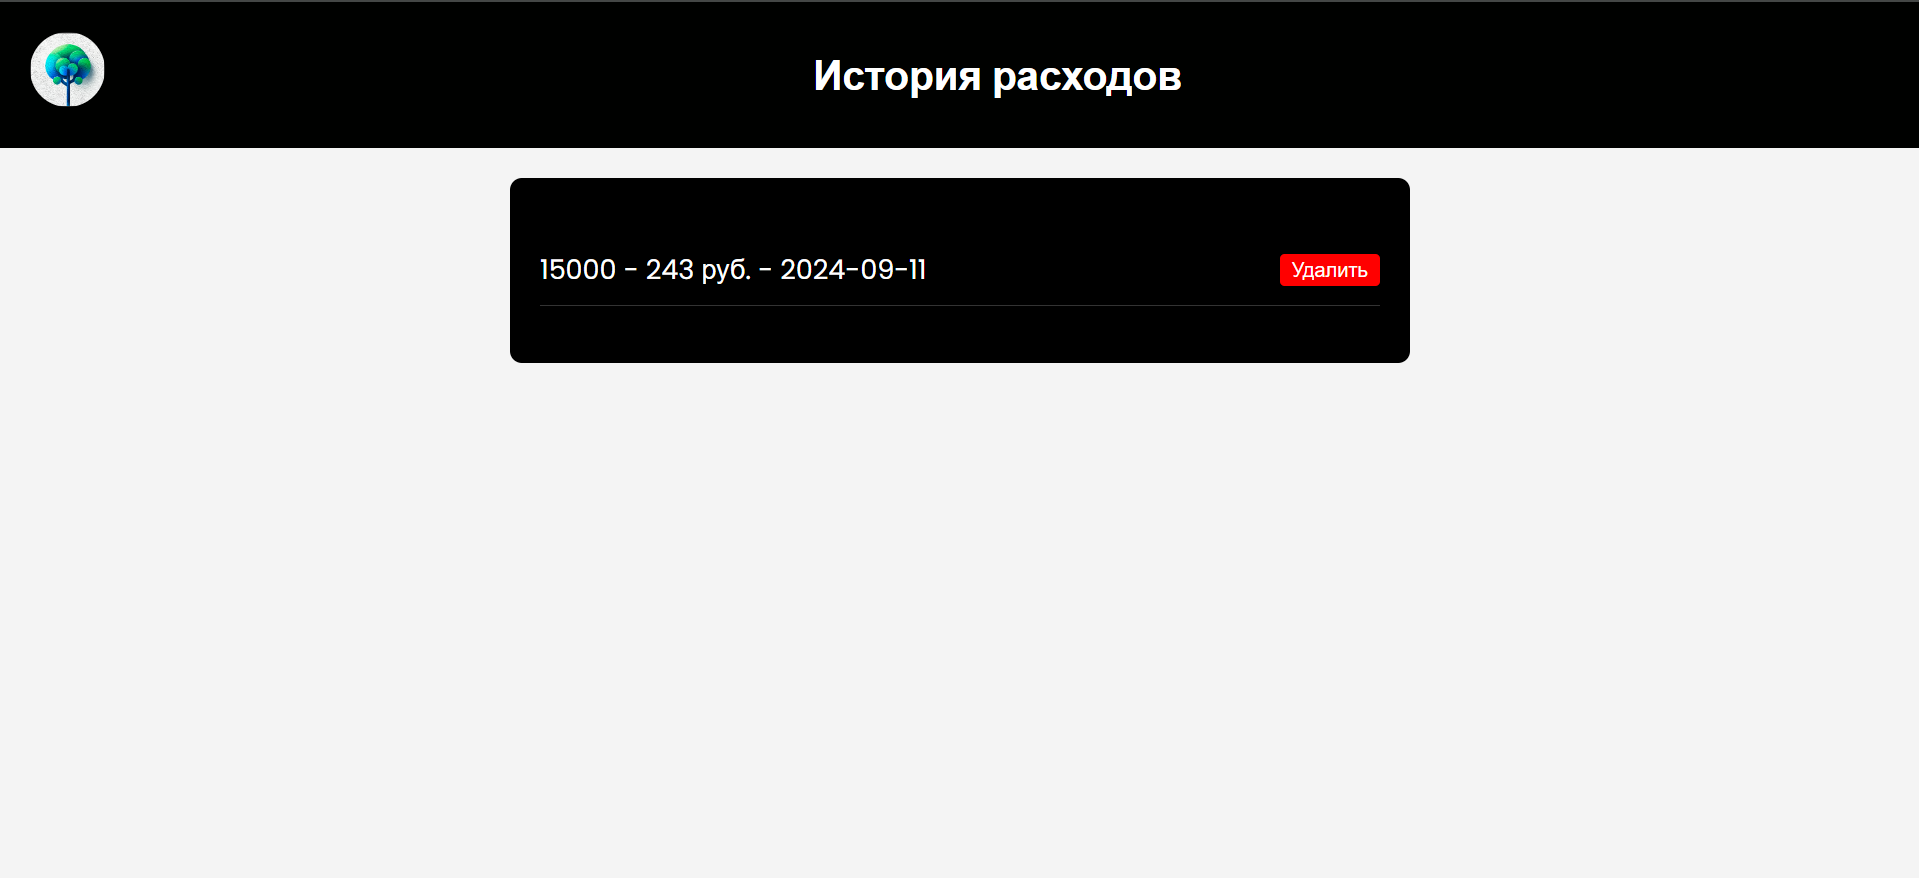 История расходов
15000 - 243 руб. - 2024-09-11 Удалить